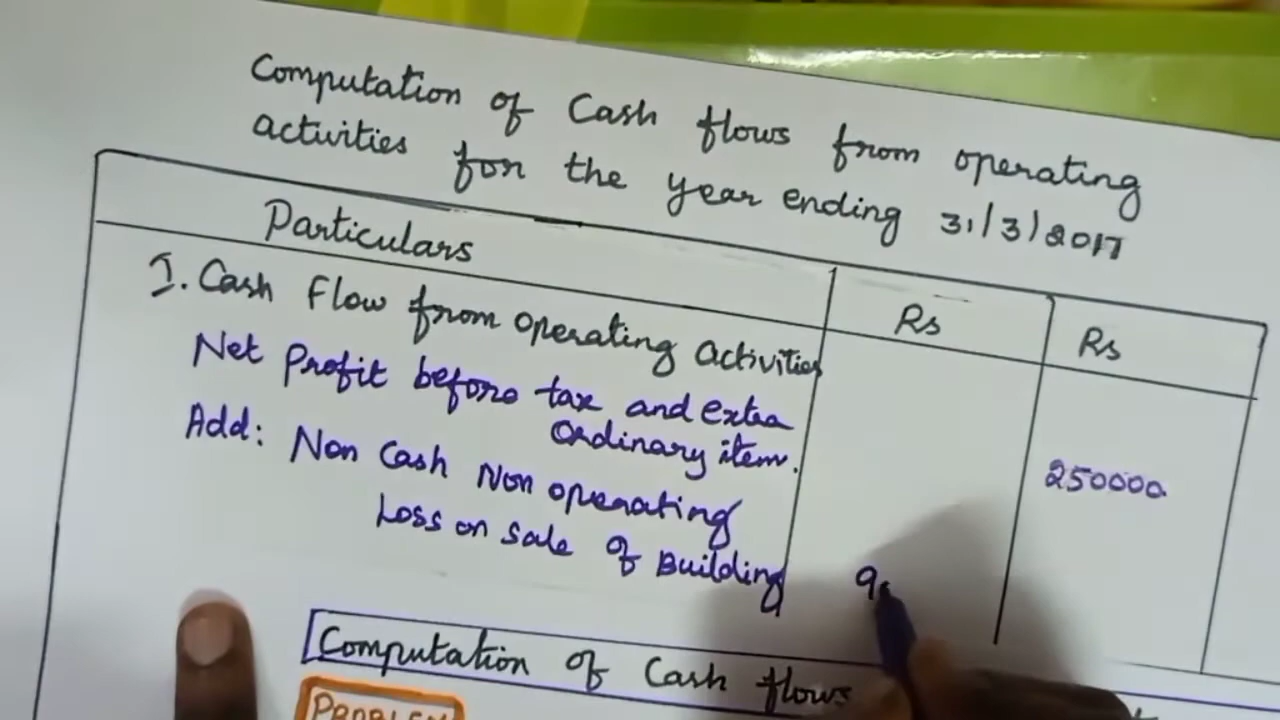 Computation of Cash flows from operating
activities for the year ending 31/3/2017
Particulars
Rs
Rs
I. Cash Flow from operating activities
Net Profit before tax and extra
Ordinary item.
250000
Add: Non Cash Non operating
Loss on Sale of Building
9
Computation of Cash flows
PROBLEM